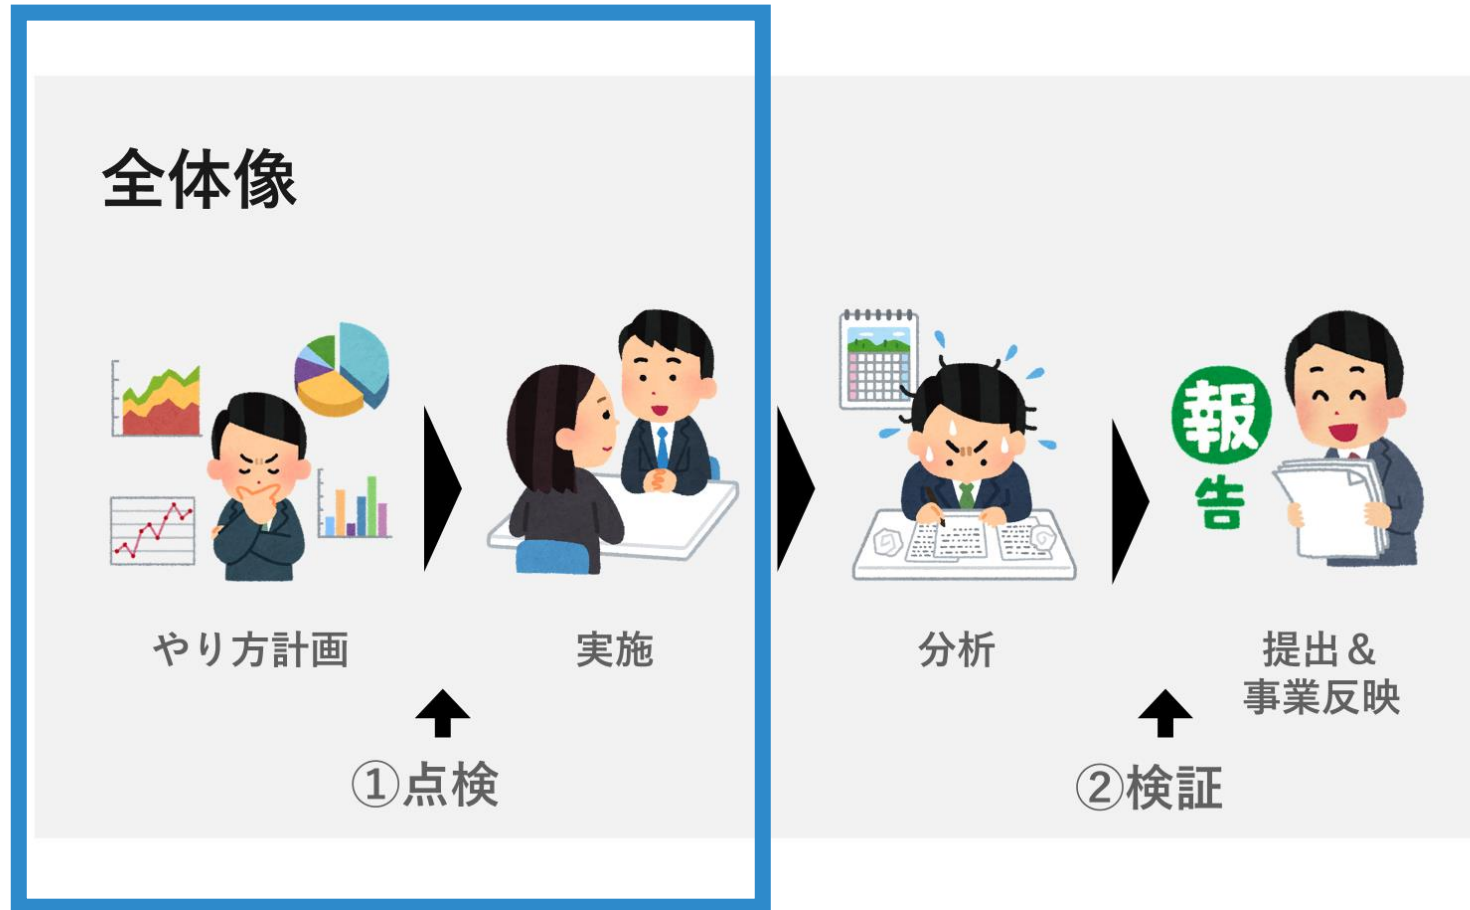 全体像
報
告
やり方計画
実施
分析
提出＆
事業反映
①点検
②検証